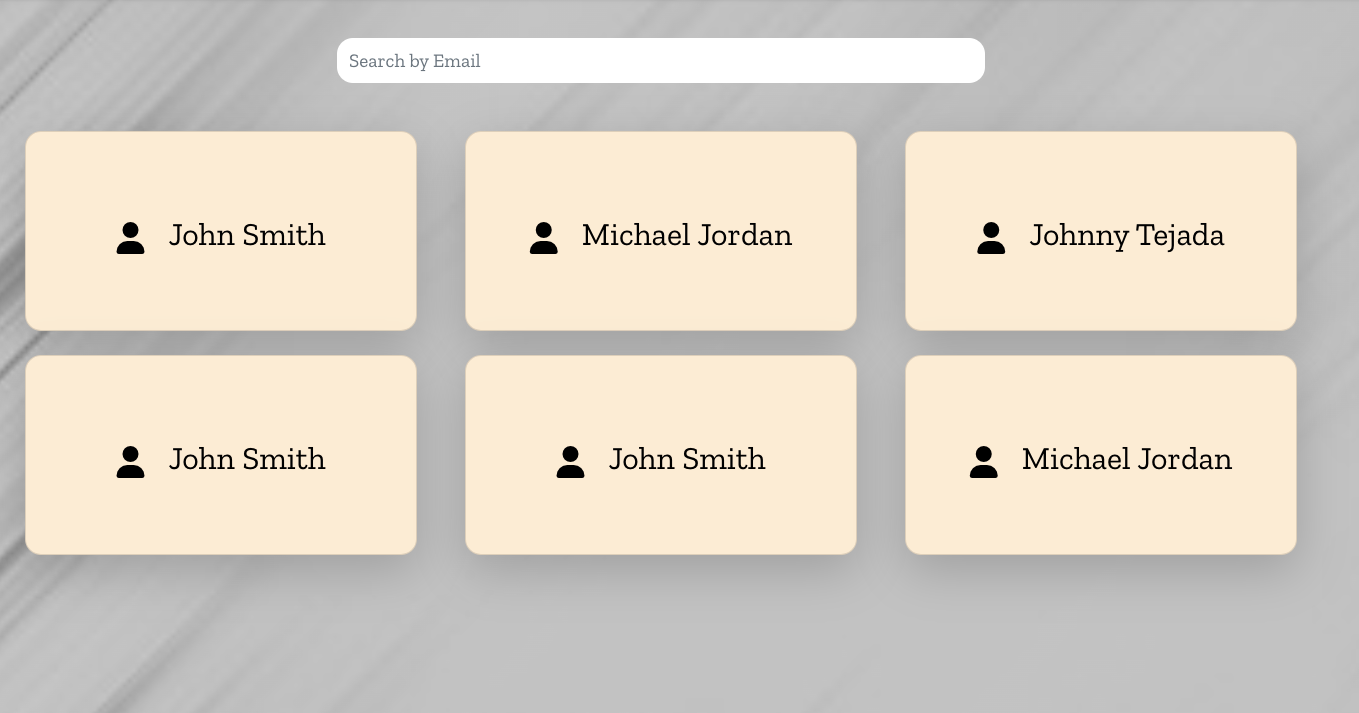 Search by Email
John Smith
Michael Jordan
Johnny Tejada
John Smith
John Smith
Michael Jordan